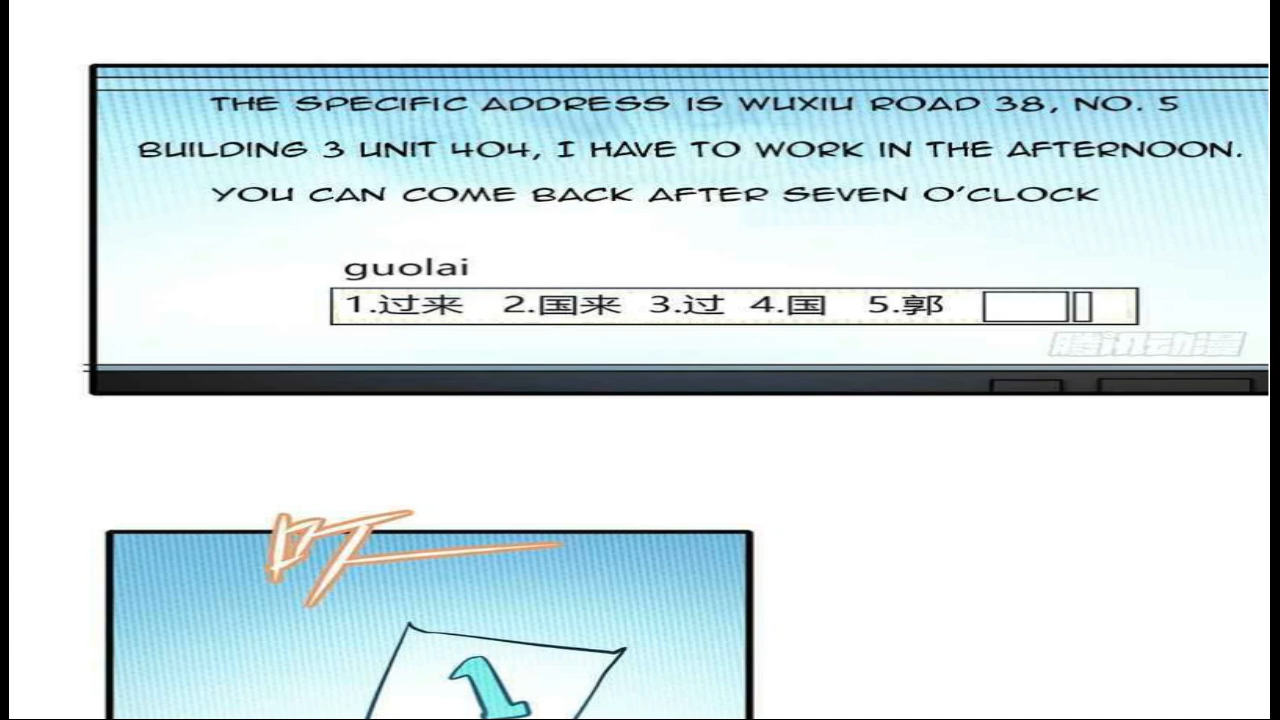 THE SPECIFIC ADDRESS IS WUXIU ROAD 38, NO. 5
BUILDING 3 UNIT 404, I HAVE TO WORK IN THE AFTERNOON.
YOU CAN COME BACK AFTER SEVEN O'CLOCK
guolai
1.过来 2.国来 3.过 4.国 5.郭
腾讯动漫
叮
1